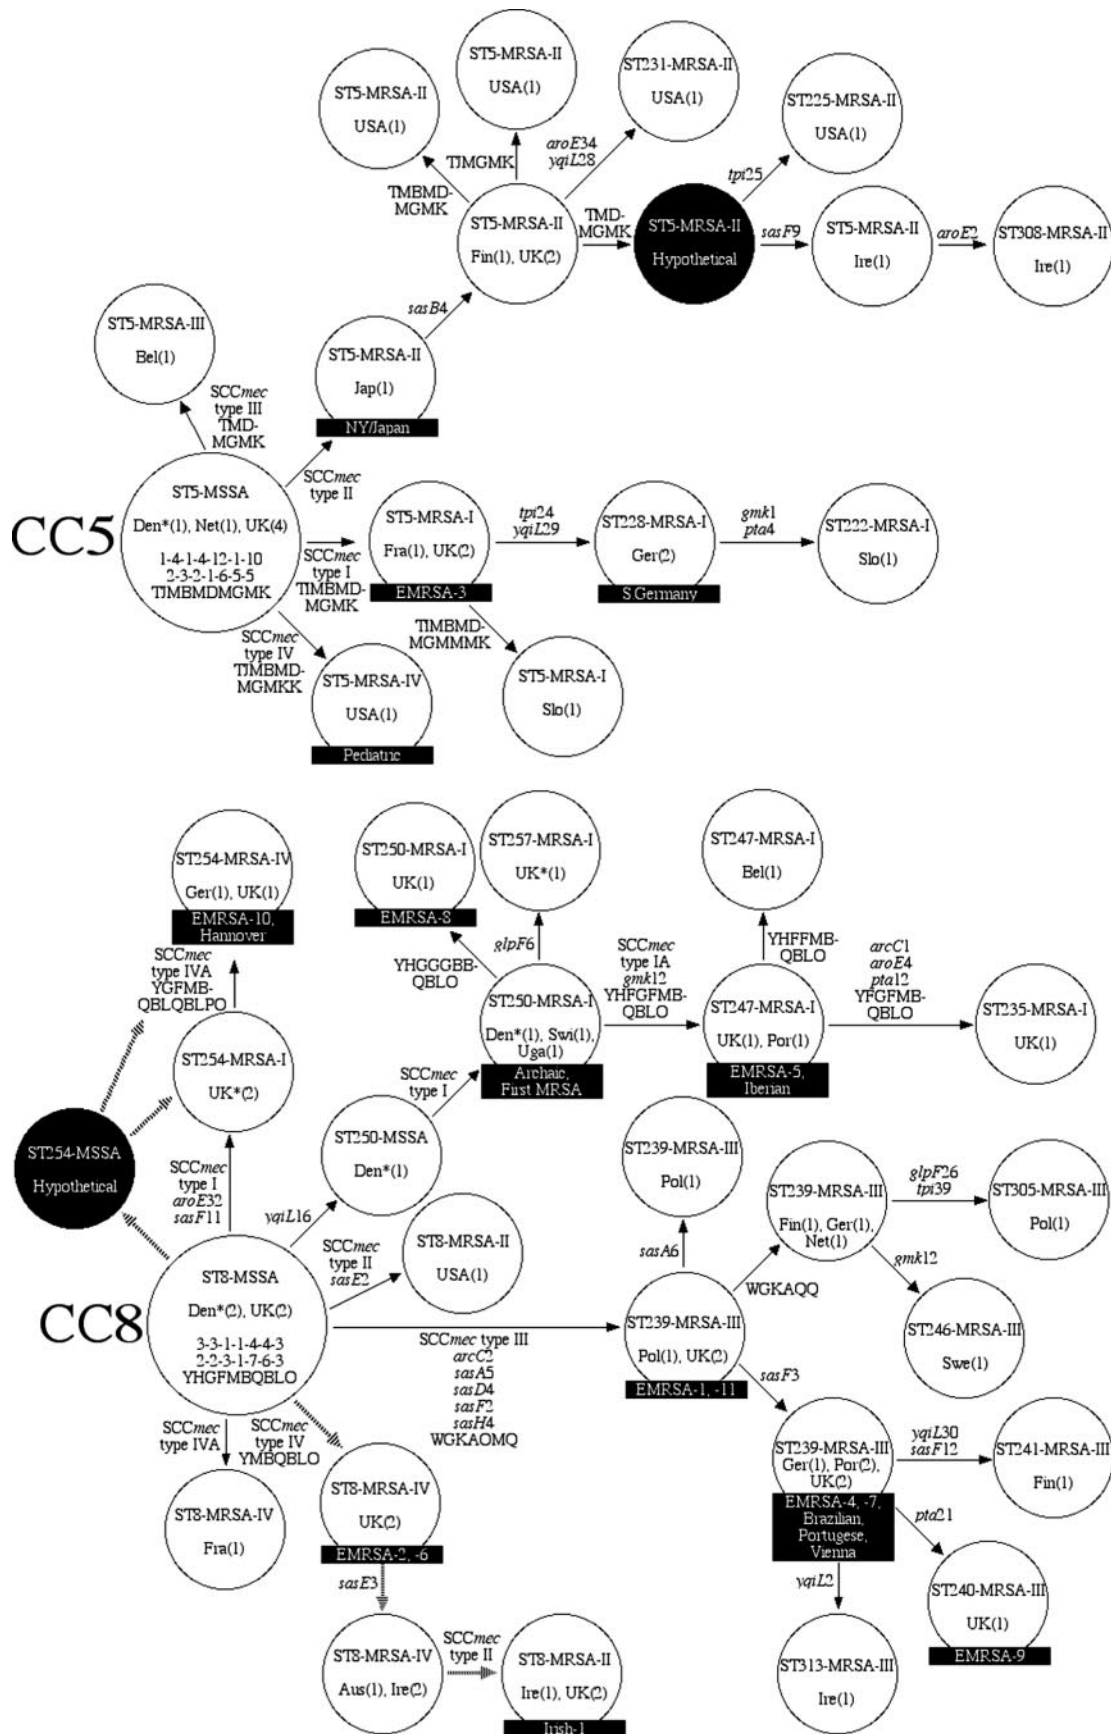 ST5-MRSA-II
USA(1)
ST5-MRSA-II
USA(1)
ST231-MRSA-II
USA(1)
ST225-MRSA-II
USA(1)
TJMGMK
aroE34
yqiL28
TMBMD-
MGMK
tpi25
ST5-MRSA-II
Fin(1), UK(2)
TMD-
MGMK
ST5-MRSA-II
Hypothetical
sasF9
ST5-MRSA-II
Ire(1)
aroE2
ST308-MRSA-II
Ire(1)
sasB4
ST5-MRSA-III
Bel(1)
SCCmec
type III
TMD-
MGMK
ST5-MRSA-II
Jap(1)
NY/Japan
SCCmec
type II
CC5
ST5-MSSA
Den*(1), Net(1), UK(4)
1-4-1-4-12-1-10
2-3-2-1-6-5-5
TJMBMDMGMK
SCCmec
type I
TIMBMD-
MGMK
ST5-MRSA-I
Fra(1), UK(2)
EMRSA-3
tpi24
yqiL29
ST228-MRSA-I
Ger(2)
S.Germany
gmk1
pta4
ST222-MRSA-I
Slo(1)
SCCmec
type IV
TJMBMD-
MGMKK
ST5-MRSA-IV
USA(1)
Pediatric
TIMBMD-
MGMMMK
ST5-MRSA-I
Slo(1)
ST254-MRSA-IV
Ger(1), UK(1)
EMRSA-10,
Hannover
ST250-MRSA-I
UK(1)
EMRSA-8
ST257-MRSA-I
UK*(1)
ST247-MRSA-I
Bel(1)
SCCmec
type IVA
YGFMB-
QBLQBLPO
YHGGGBB-
QBLO
glpF6
SCCmec
type IA
gmk12
YHFGFMB-
QBLO
YHFFMB-
QBLO
arcC1
aroE4
pta12
YFGFMB-
QBLO
ST250-MRSA-I
Den*(1), Swi(1),
Uga(1)
Archaic,
First MRSA
ST247-MRSA-I
UK(1), Por(1)
EMRSA-5,
Iberian
ST235-MRSA-I
UK(1)
ST254-MRSA-I
UK*(2)
SCCmec
type I
ST254-MSSA
Hypothetical
SCCmec
type I
aroE32
sasF11
ST250-MSSA
Den*(1)
yqiL16
ST239-MRSA-III
Pol(1)
ST239-MRSA-III
Fin(1), Ger(1),
Net(1)
glpF26
tpi39
ST305-MRSA-III
Pol(1)
SCCmec
type II
sasE2
ST8-MRSA-II
USA(1)
sasA6
WGKAQQ
gmk12
CC8
ST8-MSSA
Den*(2), UK(2)
3-3-1-1-4-4-3
2-2-3-1-7-6-3
YHGFMBQBLO
SCCmec type III
arcC2
sasA5
sasD4
sasF2
sasH4
WGKAOMQ
ST239-MRSA-III
Pol(1), UK(2)
EMRSA-1, -11
ST246-MRSA-III
Swe(1)
sasF3
SCCmec
type IVA
SCCmec
type IV
YMBQBLO
ST239-MRSA-III
Ger(1), Por(2),
UK(2)
EMRSA-4, -7,
Brazilian,
Portugese,
Vienna
yqiL30
sasF12
ST241-MRSA-III
Fin(1)
ST8-MRSA-IV
Fra(1)
ST8-MRSA-IV
UK(2)
EMRSA-2, -6
pta21
sasE3
yqiL2
ST240-MRSA-III
UK(1)
EMRSA-9
ST8-MRSA-IV
Aus(1), Ire(2)
SCCmec
type II
ST8-MRSA-II
Ire(1), UK(2)
Irish-1
ST313-MRSA-III
Ire(1)